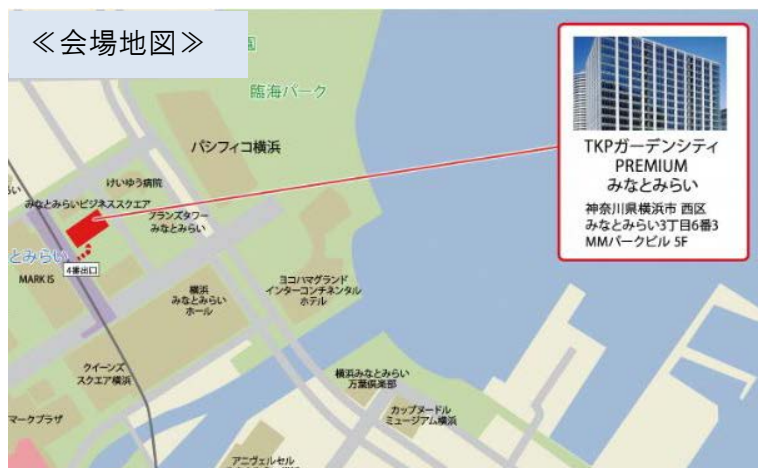 ≪会場地図≫
園
臨海パーク
パシフィコ横浜
けいゆう病院
みなとみらいビジネススクエア
ブランズタワー
みなとみらい
とみらい
4番出口
MARK IS
横浜
みなとみらい
ホール
ヨコハマグランド
インターコンチネンタル
ホテル
クイーンズ
スクエア横浜
マークプラザ
横浜みなとみらい
万葉倶楽部
カップヌードル
ミュージアム横浜
アニヴェルセル
TKPガーデンシティ
PREMIUM
みなとみらい
神奈川県横浜市 西区
みなとみらい3丁目6番3
MMパークビル 5F